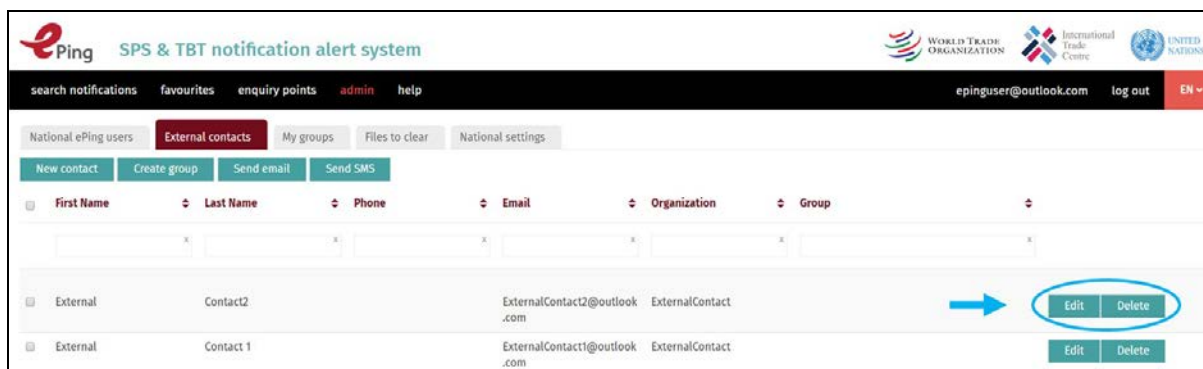 ePing SPS & TBT notification alert system WORLD TRADE ORGANIZATION International Trade Centre UNITED NATIONS
search notifications favourites enquiry points admin help epinguser@outlook.com log out EN
National ePing users External contacts My groups Files to clear National settings
New contact Create group Send email Send SMS
First Name Last Name Phone Email Organization Group
x x x x x x
External Contact2 ExternalContact2@outlook ExternalContact Edit Delete
.com
External Contact 1 ExternalContact1@outlook ExternalContact Edit Delete
.com